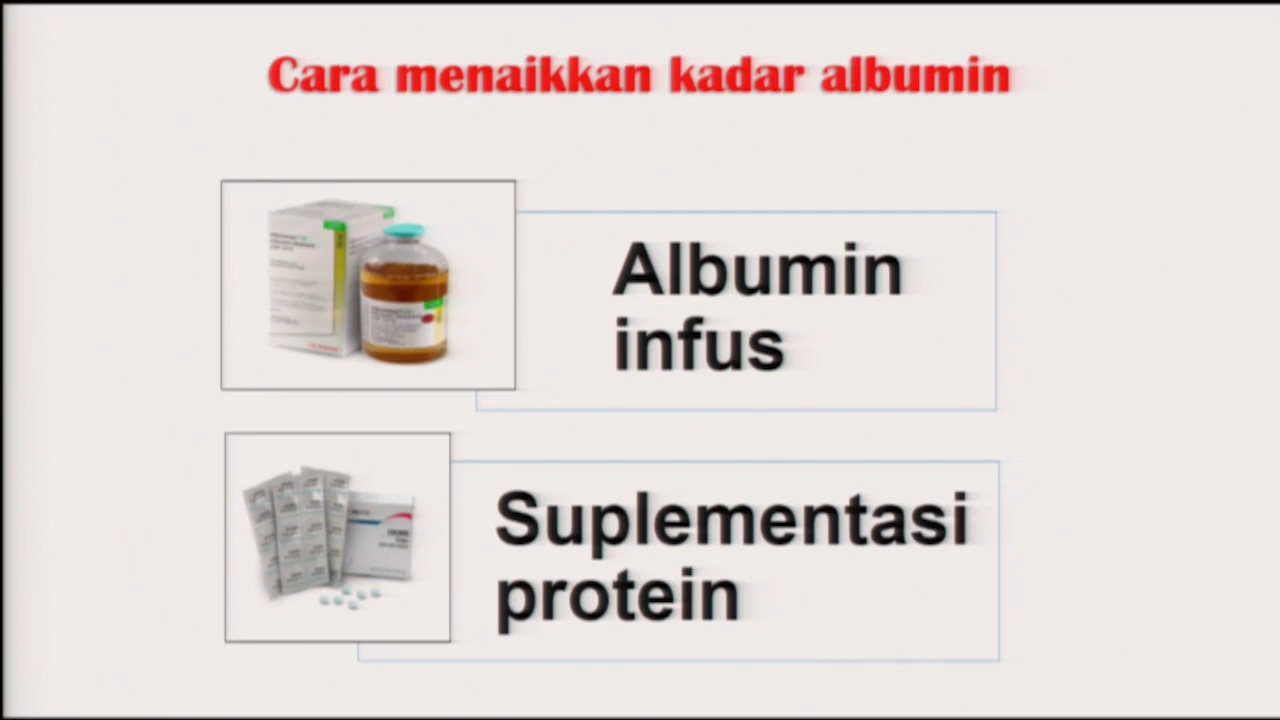 Cara menaikkan kadar albumin
Albumin
infus
Suplementasi
protein